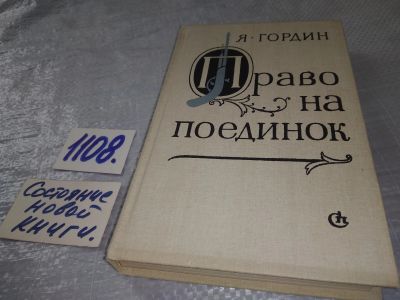 Я. ГОРДИН
Право
на
поединок
1108.
Состояние
новой
книги.